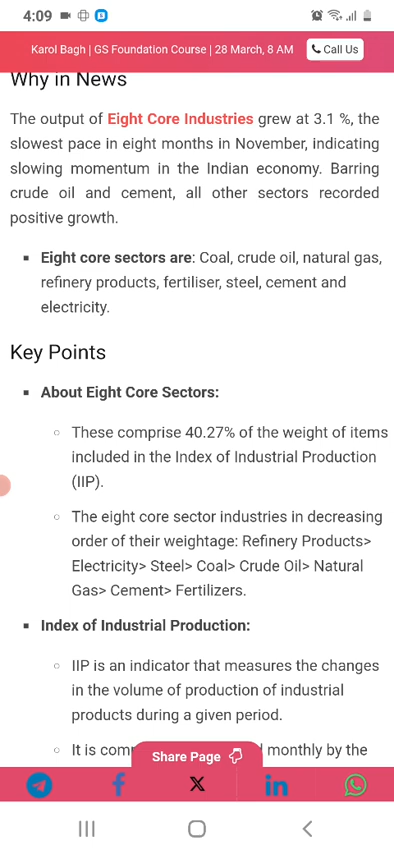 4:09
Karol Bagh | GS Foundation Course | 28 March, 8 AM
Call Us
Why in News
The output of Eight Core Industries grew at 3.1 %, the
slowest pace in eight months in November, indicating
slowing momentum in the Indian economy. Barring
crude oil and cement, all other sectors recorded
positive growth.
▪ Eight core sectors are: Coal, crude oil, natural gas,
refinery products, fertiliser, steel, cement and
electricity.
Key Points
▪ About Eight Core Sectors:
○ These comprise 40.27% of the weight of items
included in the Index of Industrial Production
(IIP).
○ The eight core sector industries in decreasing
order of their weightage: Refinery Products>
Electricity> Steel> Coal> Crude Oil> Natural
Gas> Cement> Fertilizers.
▪ Index of Industrial Production:
○ IIP is an indicator that measures the changes
in the volume of production of industrial
products during a given period.
○ It is monthly by the
Share Page